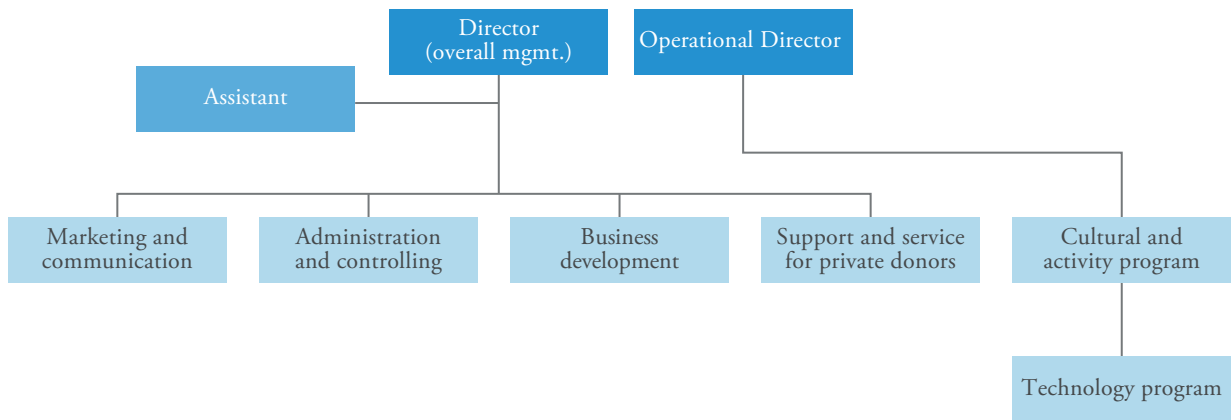 Director
(overall mgmt.)
Operational Director
Assistant
Marketing and
communication
Administration
and controlling
Business
development
Support and service
for private donors
Cultural and
activity program
Technology program